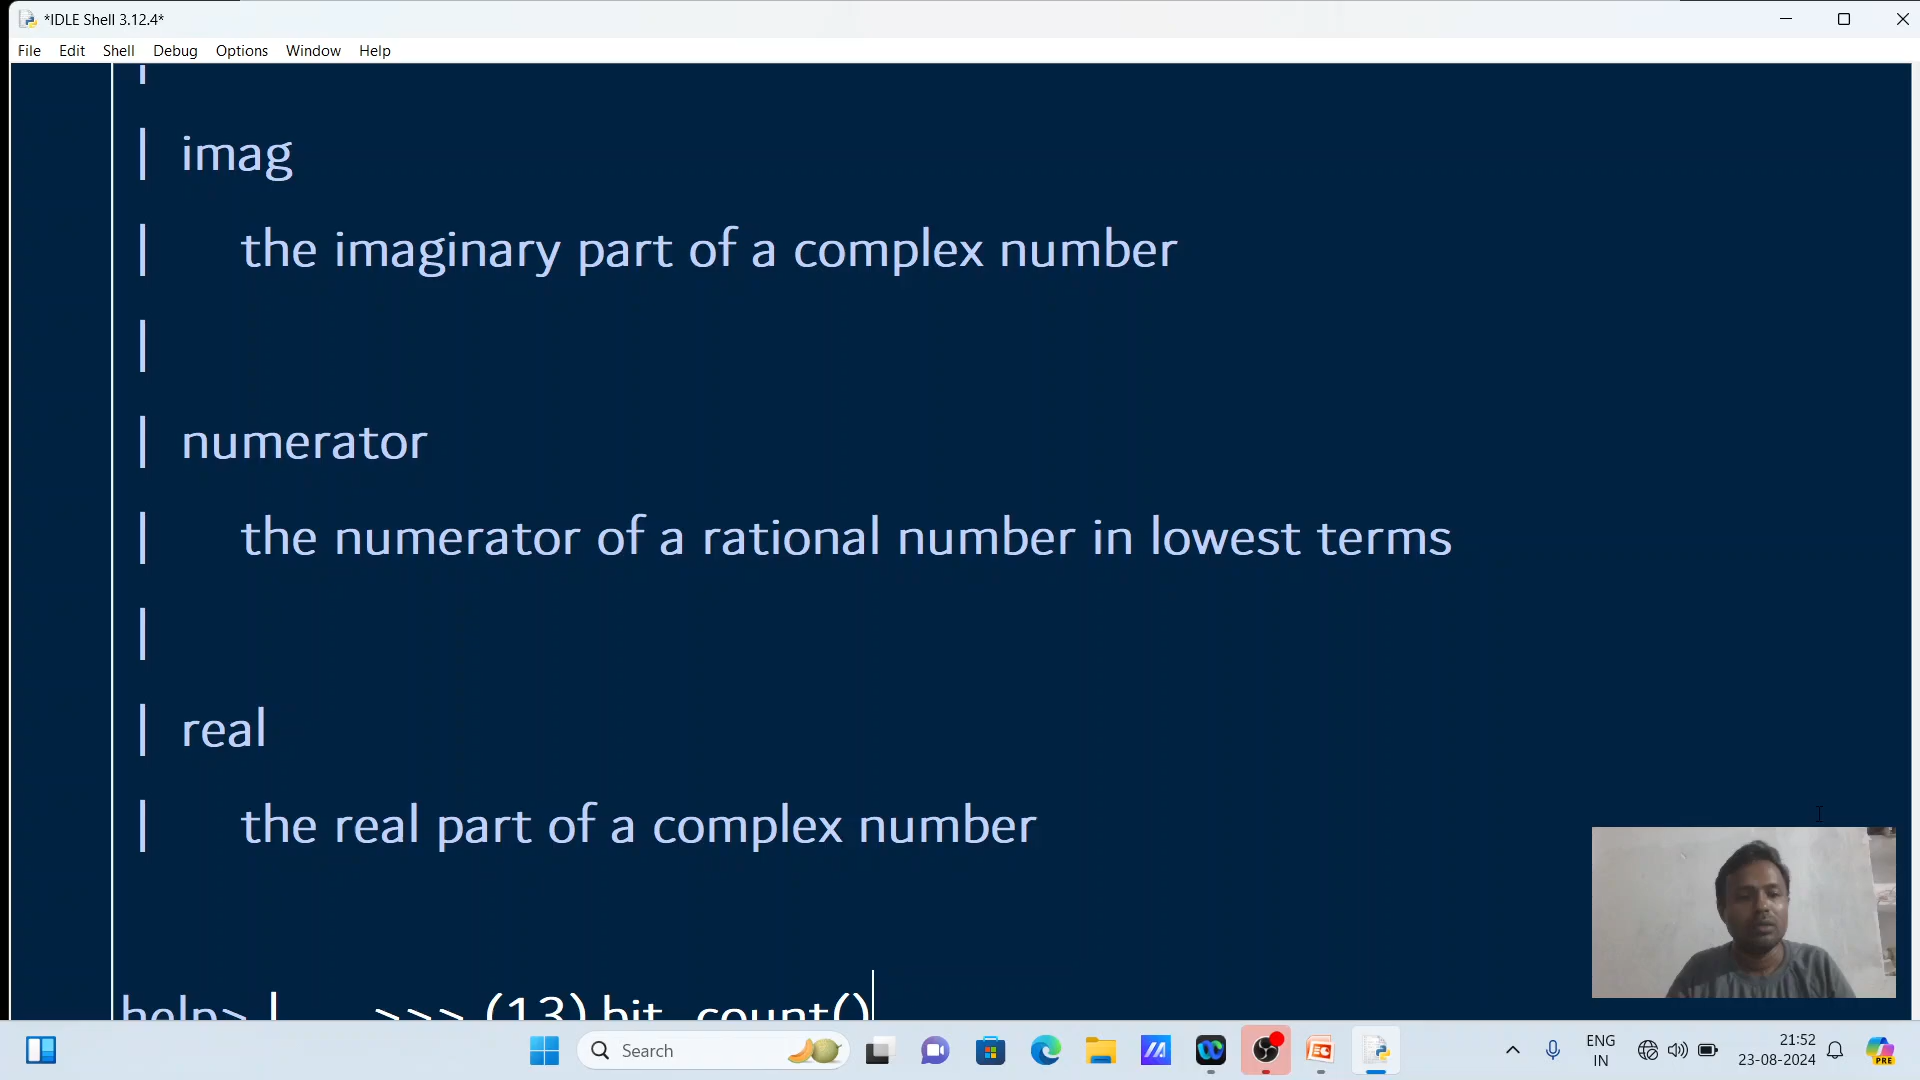 *IDLE Shell 3.12.4*
File Edit Shell Debug Options Window Help
|
| imag
|    the imaginary part of a complex number
|
| numerator
|    the numerator of a rational number in lowest terms
|
| real
|    the real part of a complex number
help> |    >>> (13).bit_count()
Search
ENG
IN
21:52
23-08-2024
PRE